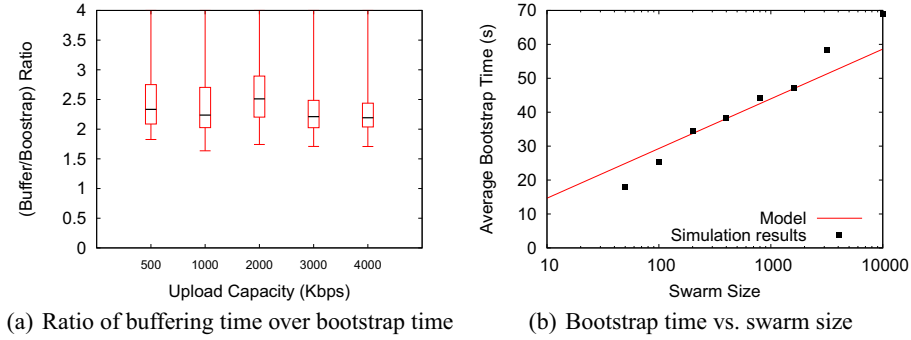 (Buffer/Boostrap) Ratio
4
3.5
3
2.5
2
1.5
1
0.5
0
500 1000 2000 3000 4000
Upload Capacity (Kbps)
(a) Ratio of buffering time over bootstrap time
Average Bootstrap Time (s)
70
60
50
40
30
20
10
0
Model
Simulation results
10 100 1000 10000
Swarm Size
(b) Bootstrap time vs. swarm size